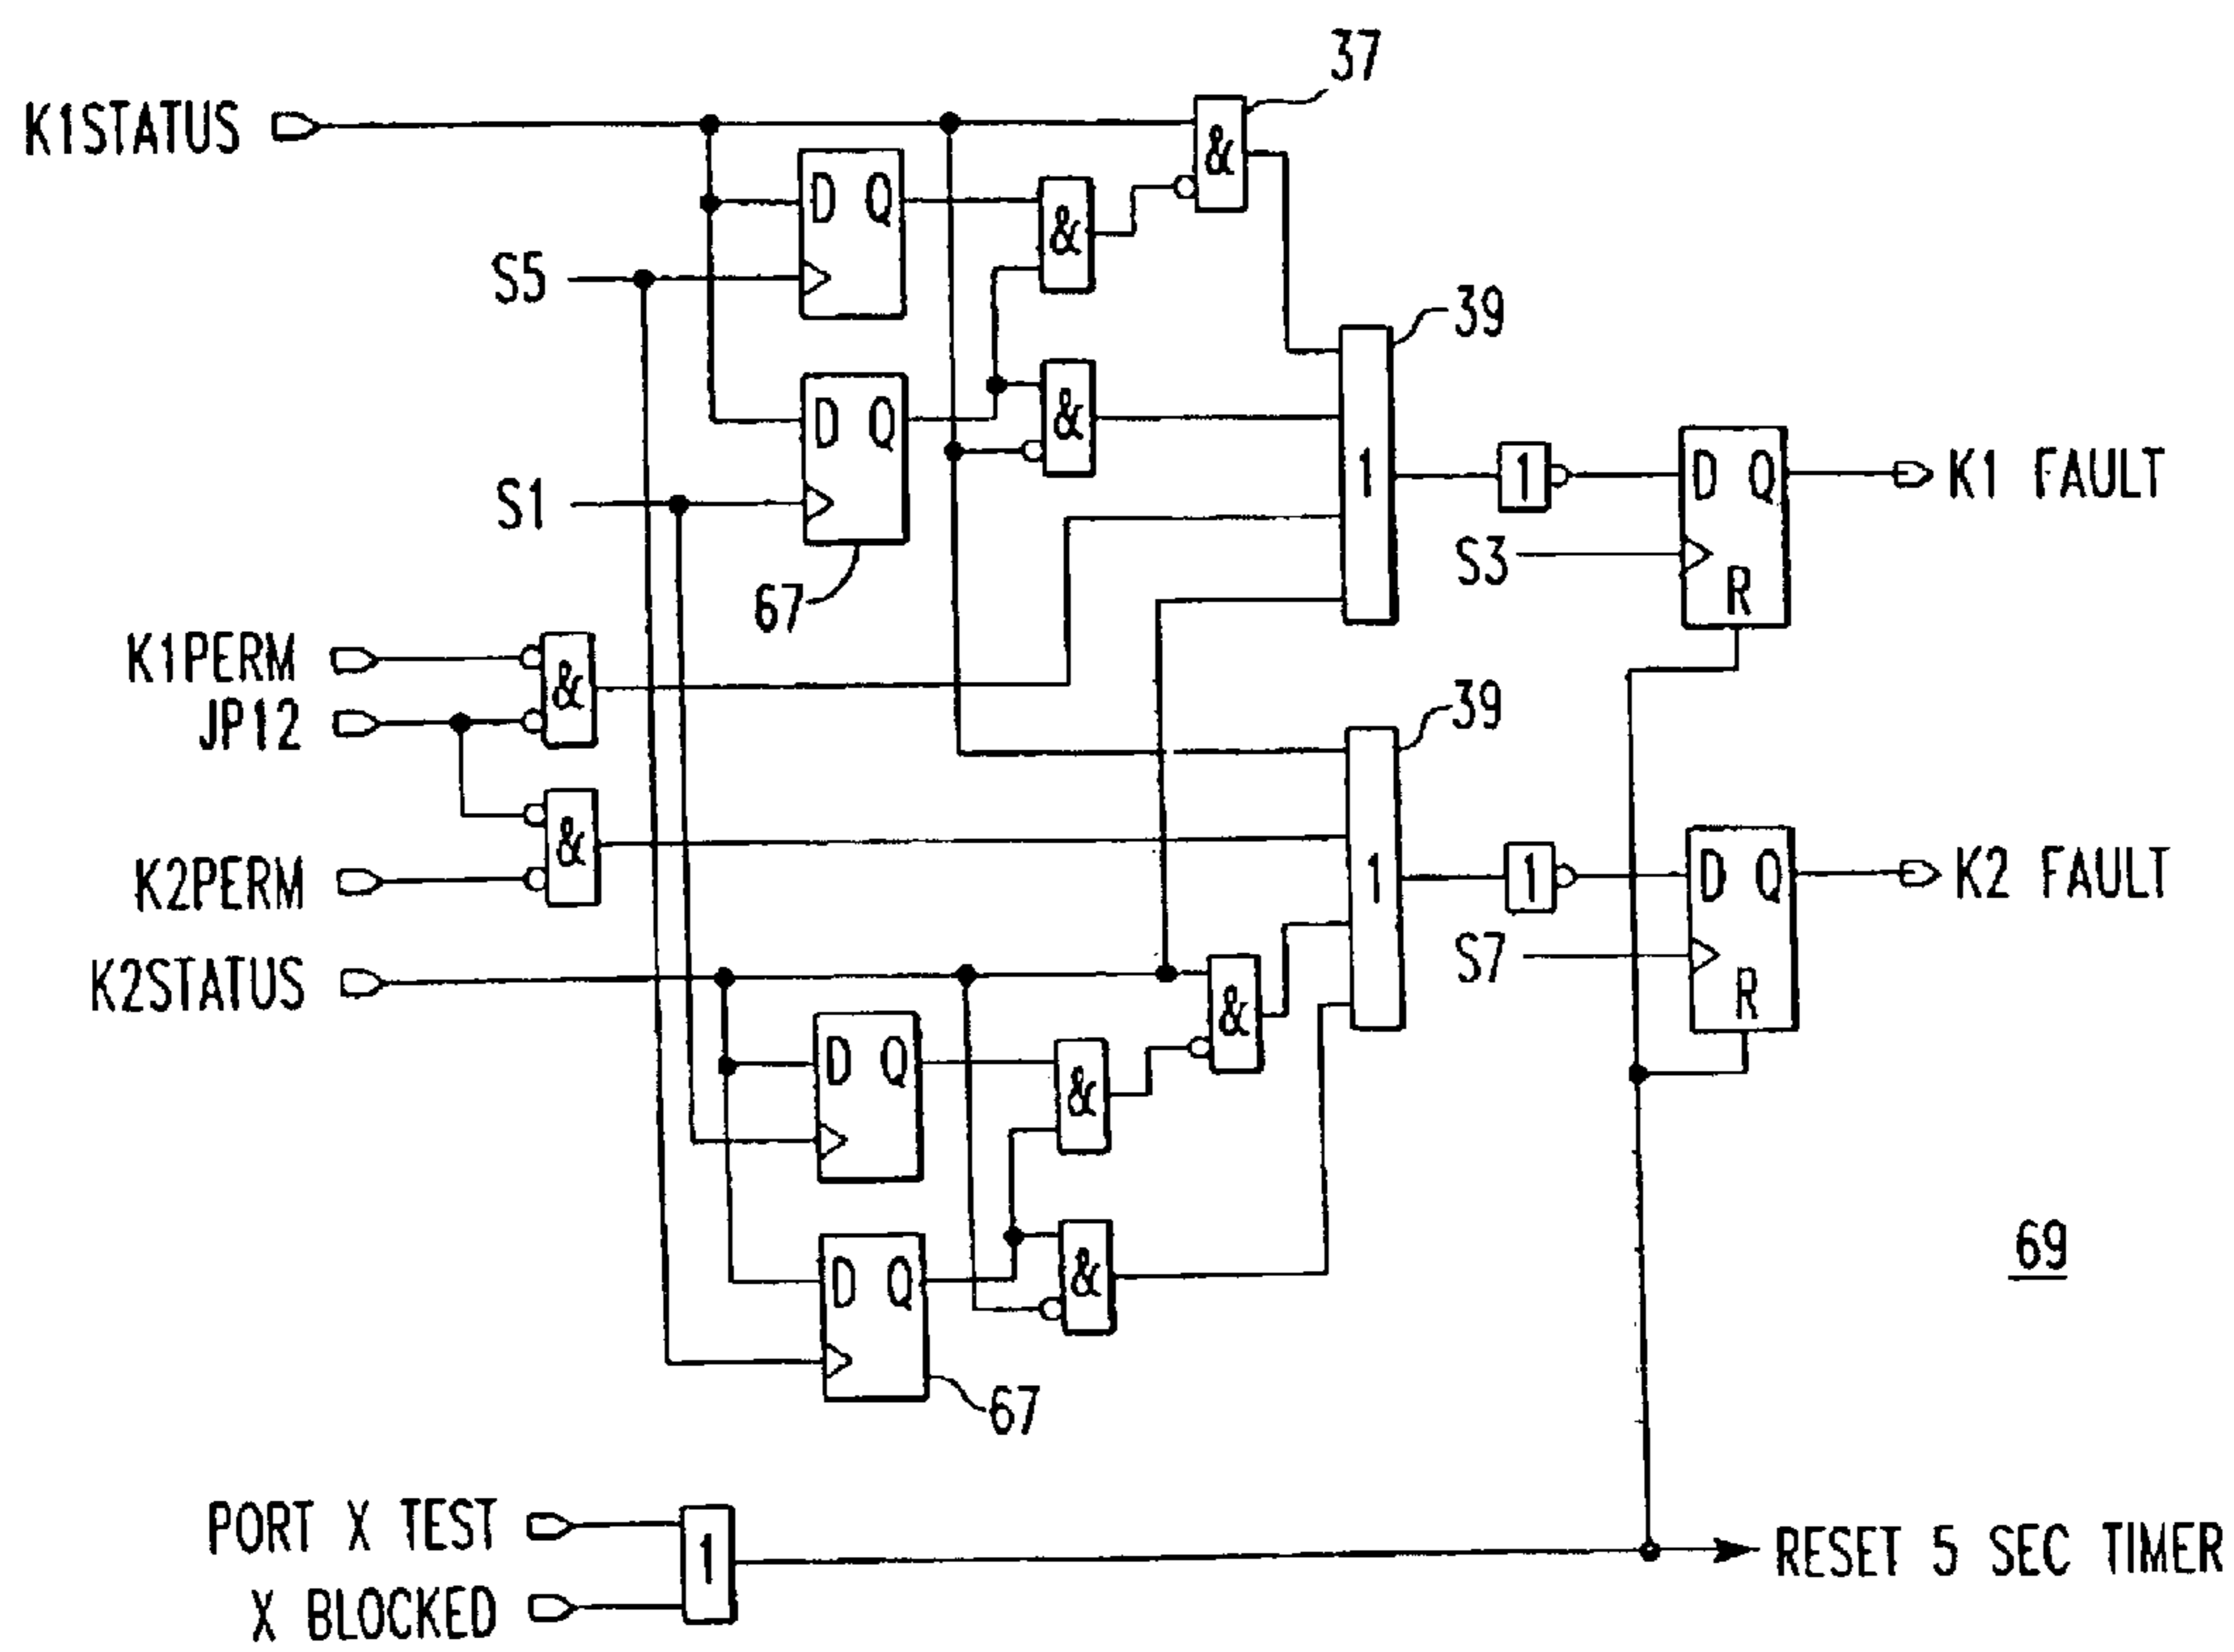 37
K1STATUS
&
D Q
&
S5
39
D Q
&
S1
1
1
D Q
K1 FAULT
S3
R
67
K1PERM
&
JP12
39
&
K2PERM
1
1
D Q
K2 FAULT
S7
R
K2STATUS
&
D Q
&
69
D Q
&
67
PORT X TEST
1
X BLOCKED
RESET 5 SEC TIMER